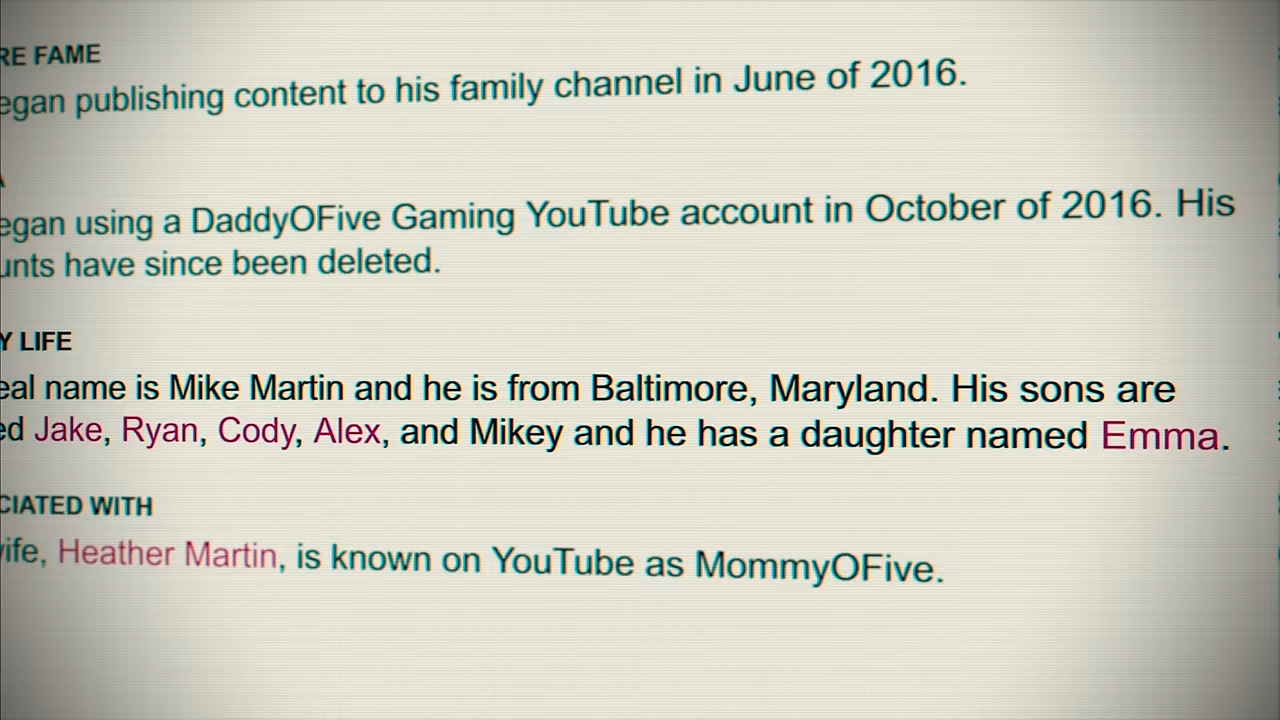 RE FAME
egan publishing content to his family channel in June of 2016.
egan using a DaddyOFive Gaming YouTube account in October of 2016. His
unts have since been deleted.
Y LIFE
eal name is Mike Martin and he is from Baltimore, Maryland. His sons are
ed Jake, Ryan, Cody, Alex, and Mikey and he has a daughter named Emma.
CIATED WITH
ife, Heather Martin, is known on YouTube as MommyOFive.